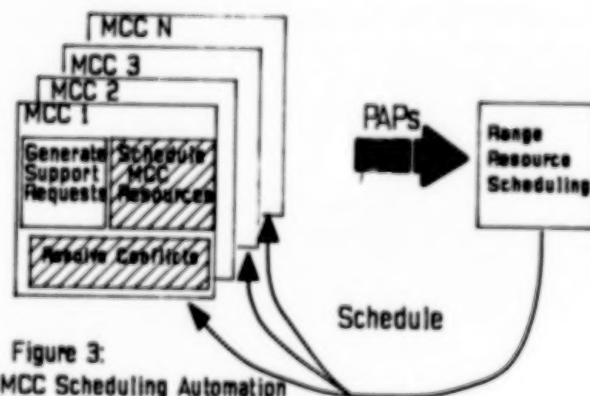 MCC N
MCC 3
MCC 2
MCC 1
Generate
Support
Requests
Schedule
MCC
Resources
Resolve Conflicts
PAPs
Range
Resource
Scheduling
Schedule
Figure 3:
MCC Scheduling Automation